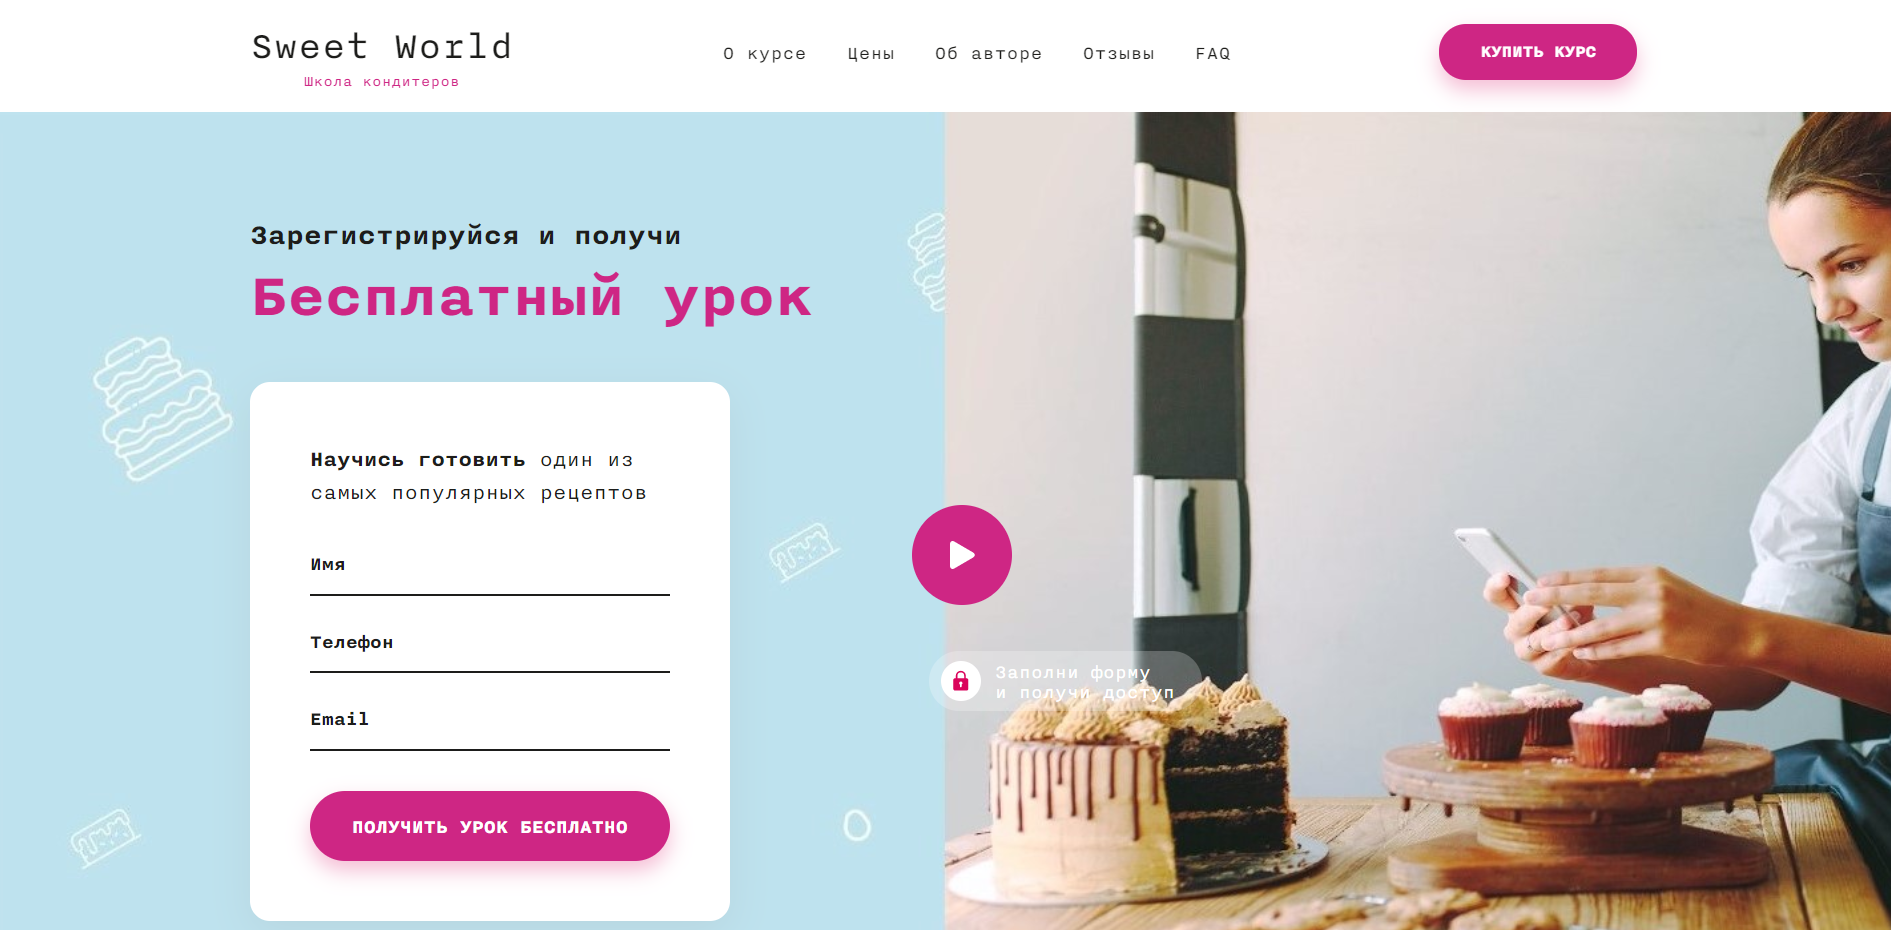 Sweet World
Школа кондитеров
О курсе
Цены
Об авторе
Отзывы
FAQ
КУПИТЬ КУРС
Зарегистрируйся и получи
Бесплатный урок
Научись готовить один из
самых популярных рецептов
Имя
Телефон
Email
ПОЛУЧИТЬ УРОК БЕСПЛАТНО
Заполни форму
и получи доступ